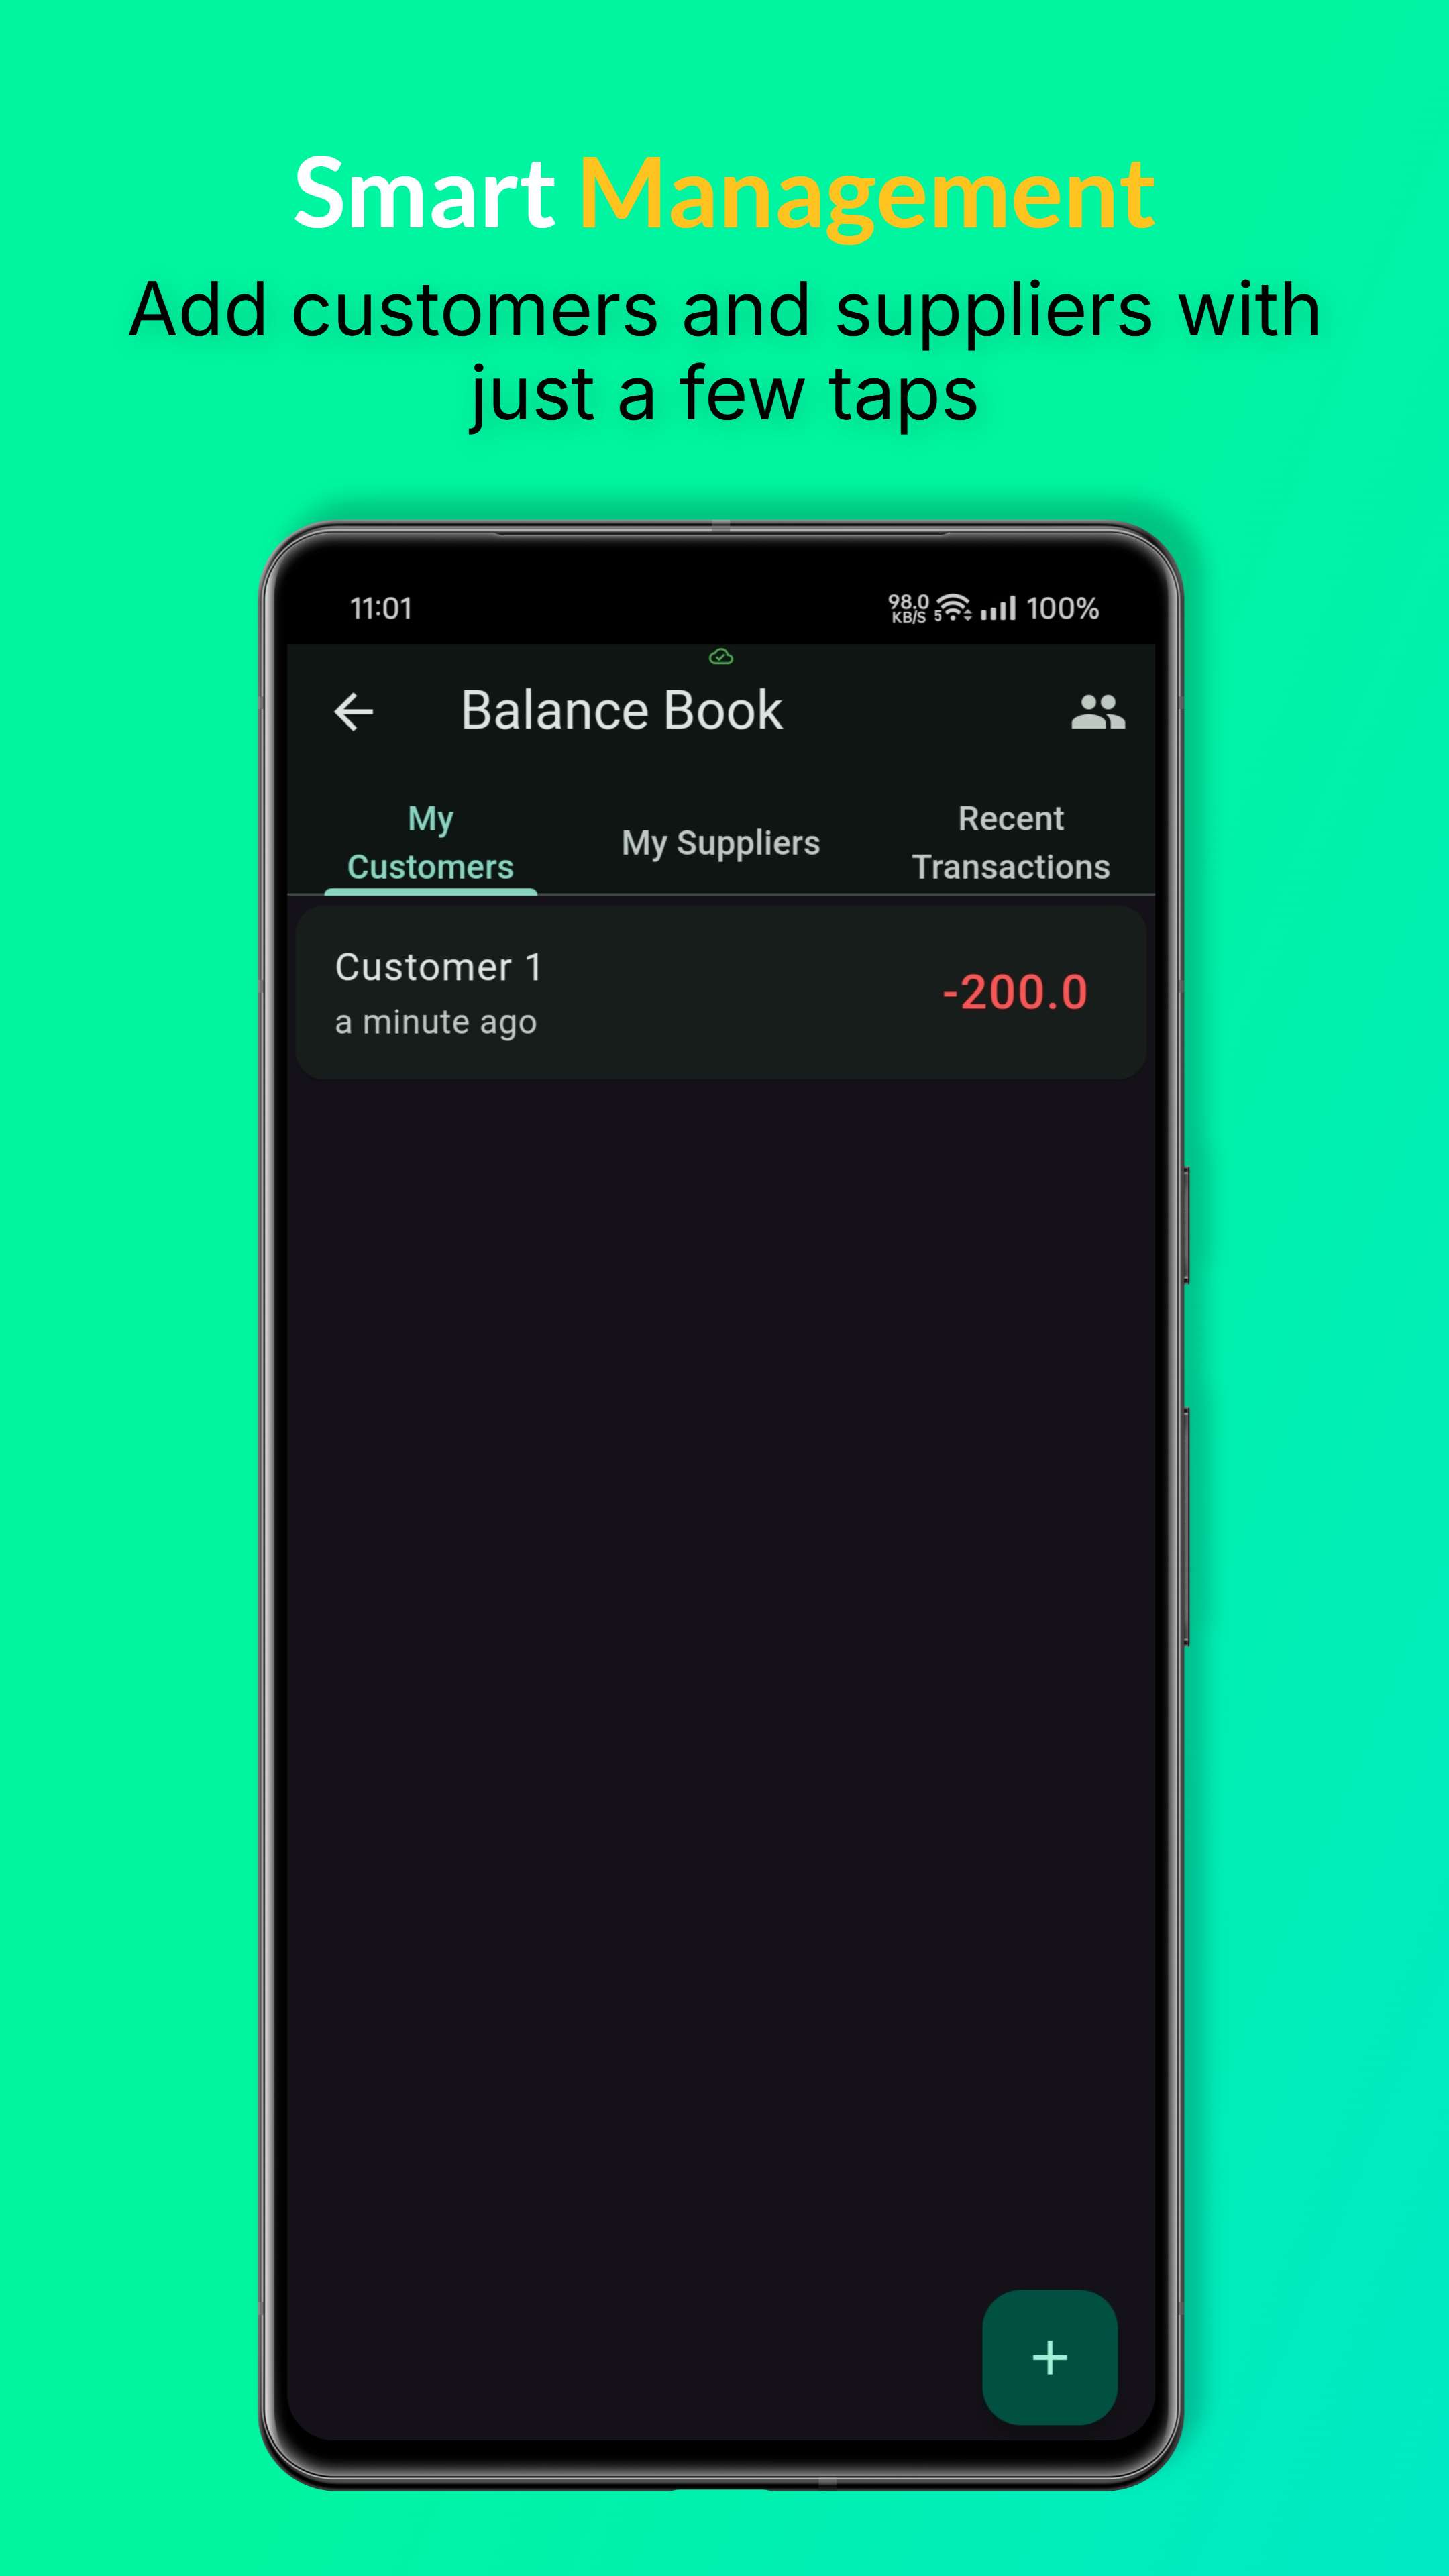 Smart Management
Add customers and suppliers with
just a few taps
11:01
98.0
KB/S
5
100%
Balance Book
My
Customers
My Suppliers
Recent
Transactions
Customer 1
a minute ago
-200.0